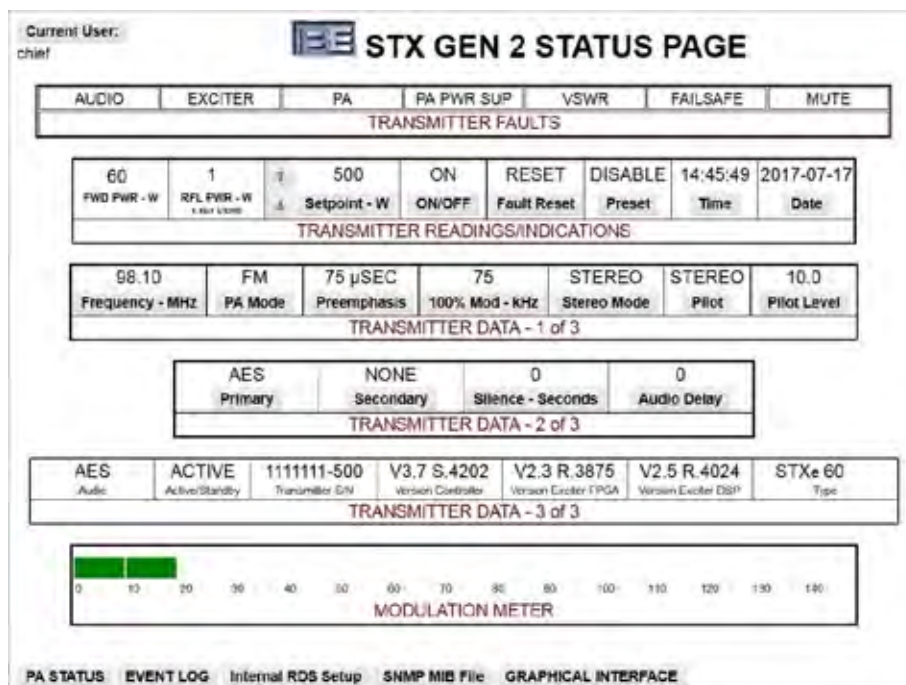 Current User:
chief
BE STX GEN 2 STATUS PAGE
AUDIO EXCITER PA PA PWR SUP VSWR FAILSAFE MUTE
TRANSMITTER FAULTS
60 1 500 ON RESET DISABLE 14:45:49 2017-07-17
FWD PWR - W RFL PWR - W Setpoint - W ON/OFF Fault Reset Preset Time Date
TRANSMITTER READINGS/INDICATIONS
98.10 FM 75 µSEC 75 STEREO STEREO 10.0
Frequency - MHz PA Mode Preemphasis 100% Mod - kHz Stereo Mode Pilot Pilot Level
TRANSMITTER DATA - 1 of 3
AES NONE 0 0
Primary Secondary Silence - Seconds Audio Delay
TRANSMITTER DATA - 2 of 3
AES ACTIVE 1111111-500 V3.7 S.4202 V2.3 R.3875 V2.5 R.4024 STXe 60
Audio Active/Standby Transmitter S/N Version Controller Version Exciter FPGA Version Exciter DSP Type
TRANSMITTER DATA - 3 of 3
0 10 20 30 40 50 60 70 80 90 100 110 120 130 140
MODULATION METER
PA STATUS EVENT LOG Internal RDS Setup SNMP MIB File GRAPHICAL INTERFACE